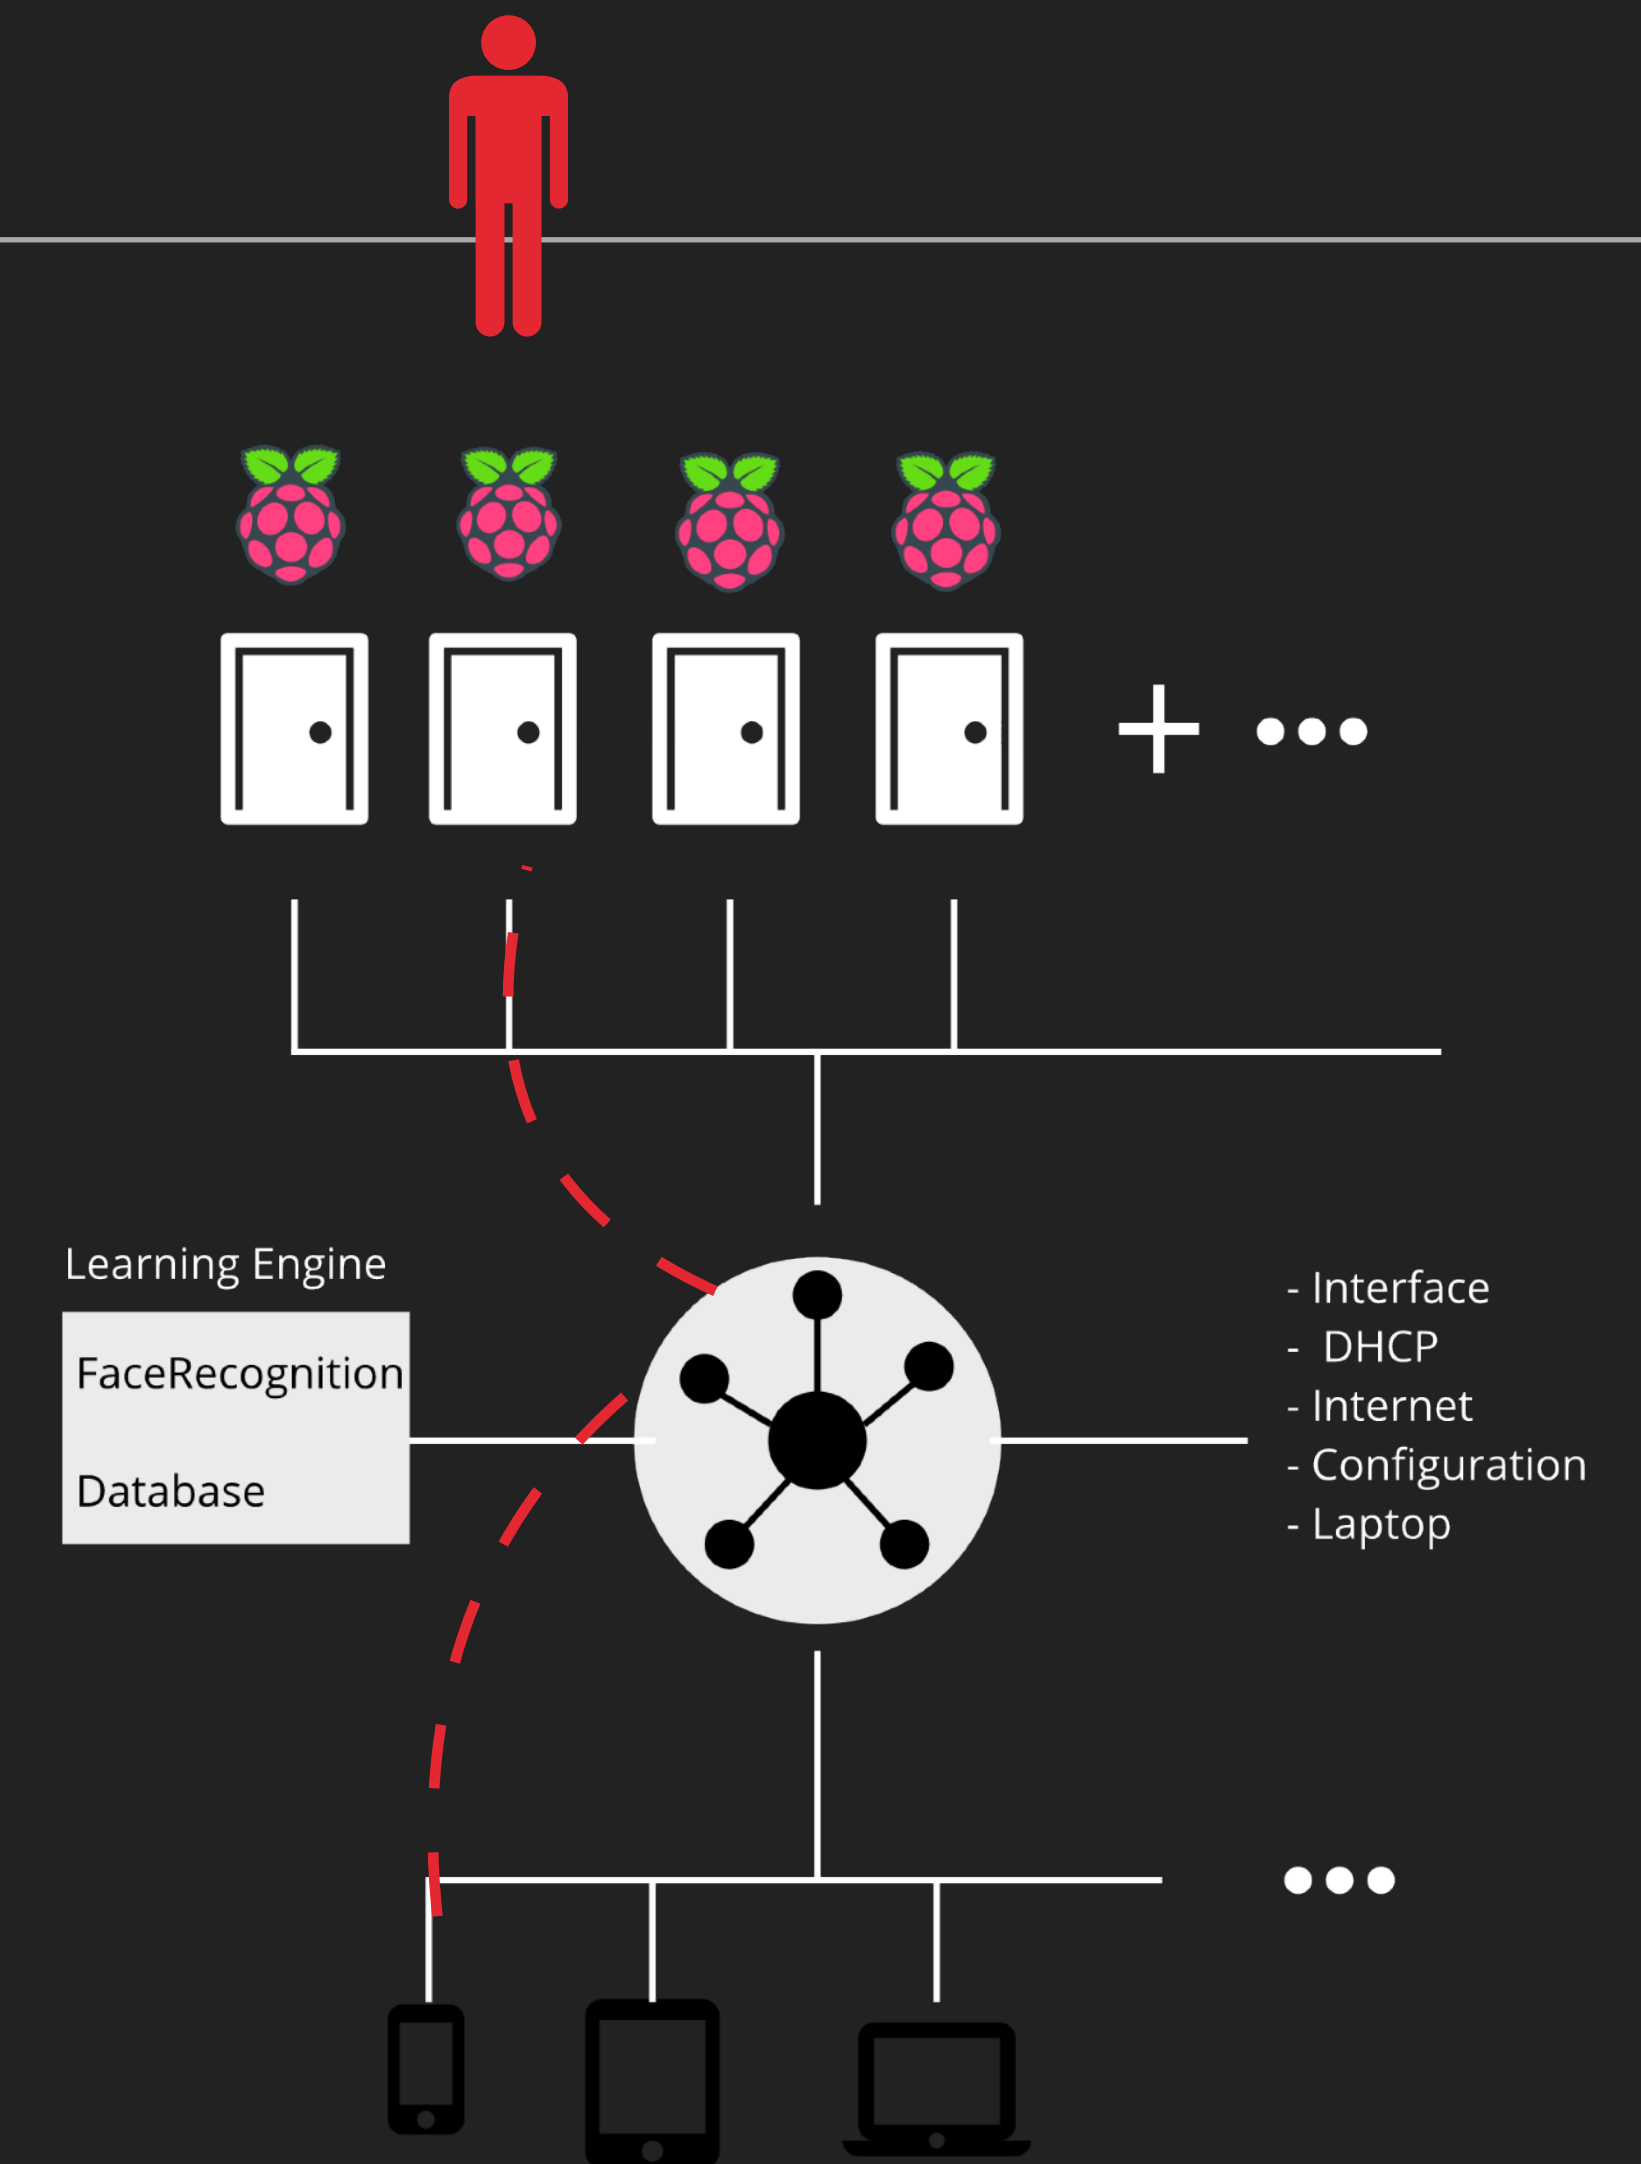 Learning Engine
FaceRecognition
Database
- Interface
- DHCP
- Internet
- Configuration
- Laptop